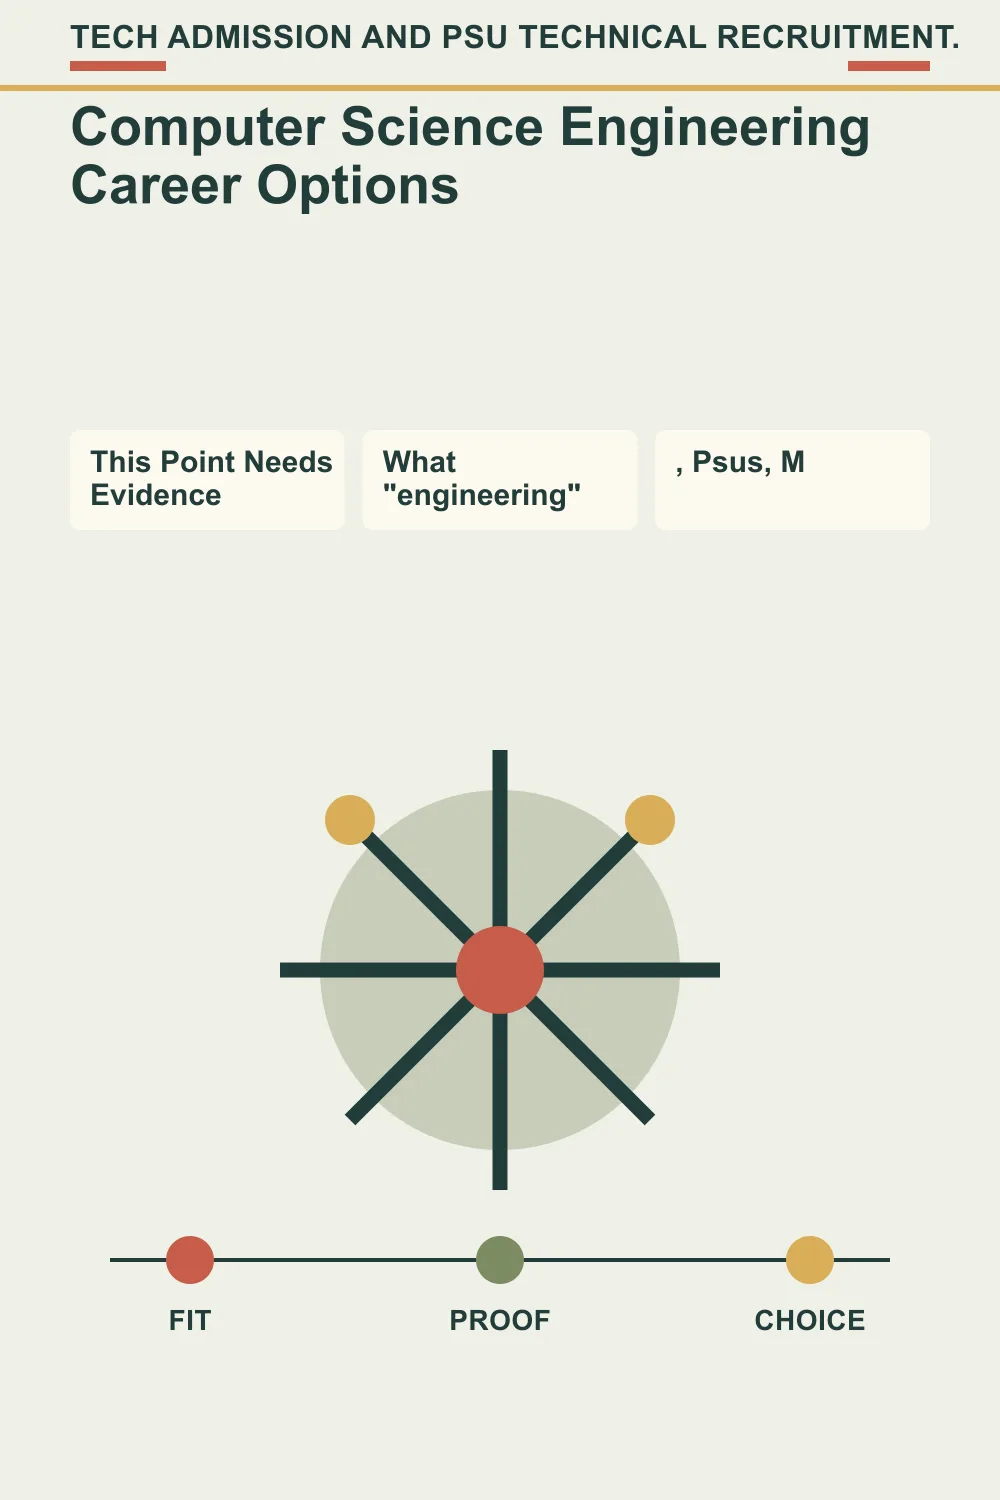 TECH ADMISSION AND PSU TECHNICAL RECRUITMENT.
Computer Science Engineering
Career Options
This Point Needs
Evidence
What
"engineering"
, Psus, M
FIT
PROOF
CHOICE